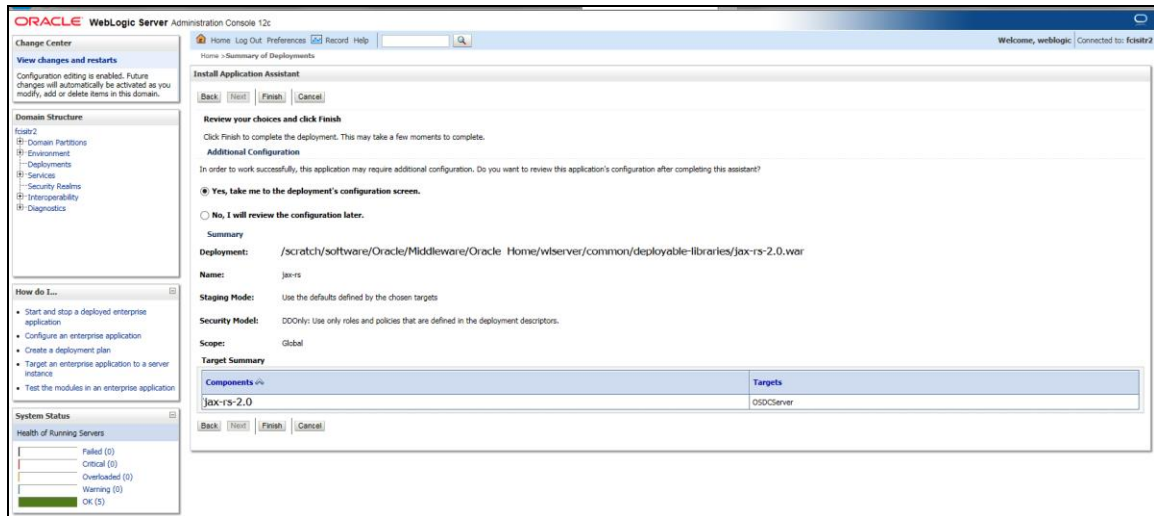 ORACLE WebLogic Server Administration Console 12c
Change Center
View changes and restarts
Configuration editing is enabled. Future
changes will automatically be activated as you
modify, add or delete items in this domain.
Domain Structure
fcisitr2
Domain Partitions
Environment
Deployments
Services
Security Realms
Interoperability
Diagnostics
How do I...
Start and stop a deployed enterprise
application
Configure an enterprise application
Create a deployment plan
Target an enterprise application to a server
instance
Test the modules in an enterprise application
System Status
Health of Running Servers
Failed (0)
Critical (0)
Overloaded (0)
Warning (0)
OK (5)
Home Log Out Preferences Record Help
Welcome, weblogic Connected to: fcisitr2
Home >Summary of Deployments
Install Application Assistant
Back Next Finish Cancel
Review your choices and click Finish
Click Finish to complete the deployment. This may take a few moments to complete.
Additional Configuration
In order to work successfully, this application may require additional configuration. Do you want to review this application's configuration after completing this assistant?
Yes, take me to the deployment's configuration screen.
No, I will review the configuration later.
Summary
Deployment: /scratch/software/Oracle/Middleware/Oracle Home/wlserver/common/deployable-libraries/jax-rs-2.0.war
Name: jax-rs
Staging Mode: Use the defaults defined by the chosen targets
Security Model: DDOnly: Use only roles and policies that are defined in the deployment descriptors.
Scope: Global
Target Summary
Components Targets
jax-rs-2.0 OSDCServer
Back Next Finish Cancel